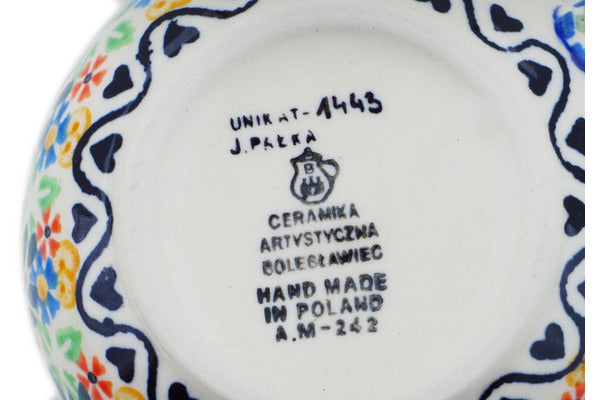 UNIKAT-1443
J. PAŁKA
B
CERAMIKA
ARTYSTYCZNA
BOLESŁAWIEC
HAND MADE
IN POLAND
A.M-242